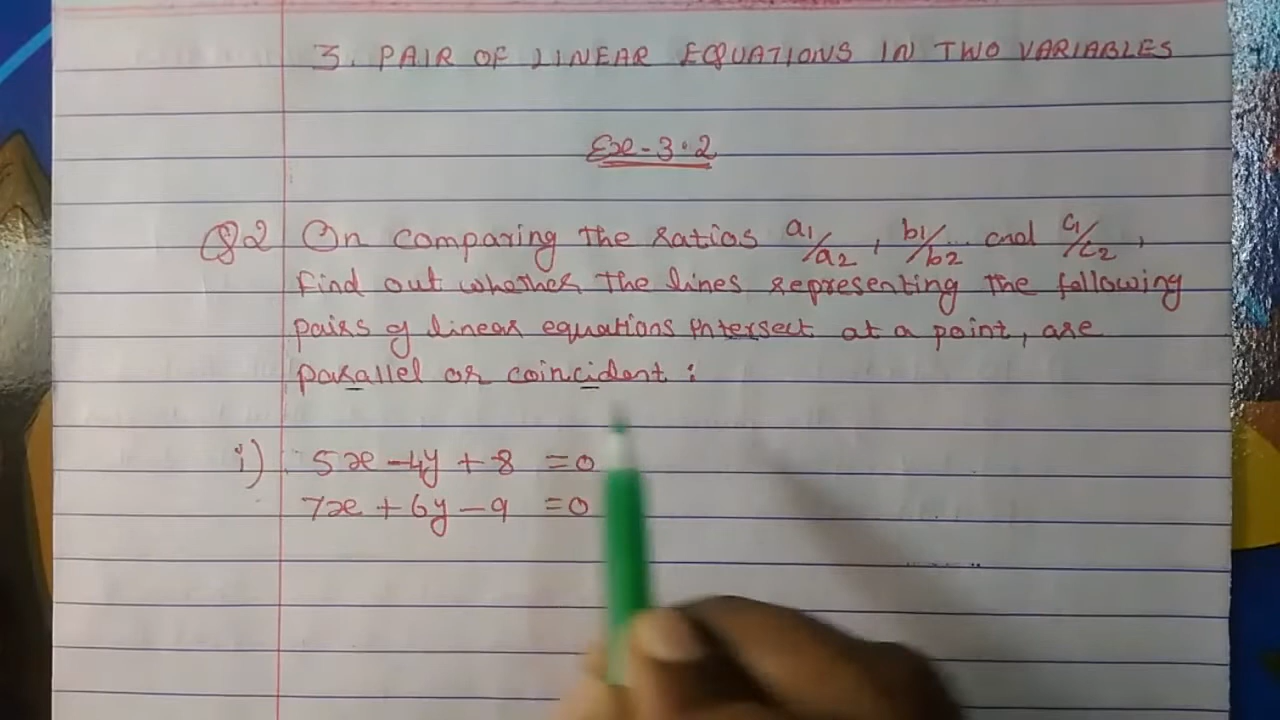 3. PAIR OF LINEAR EQUATIONS IN TWO VARIABLES
Ex-3.2
Q2 On comparing the ratios a1/a2, b1/b2 and c1/c2,
find out whether the lines representing the following
pairs of linear equations intersect at a point, are
parallel or coincident:
i) 5x-4y+8 =0
7x+6y-9 =0